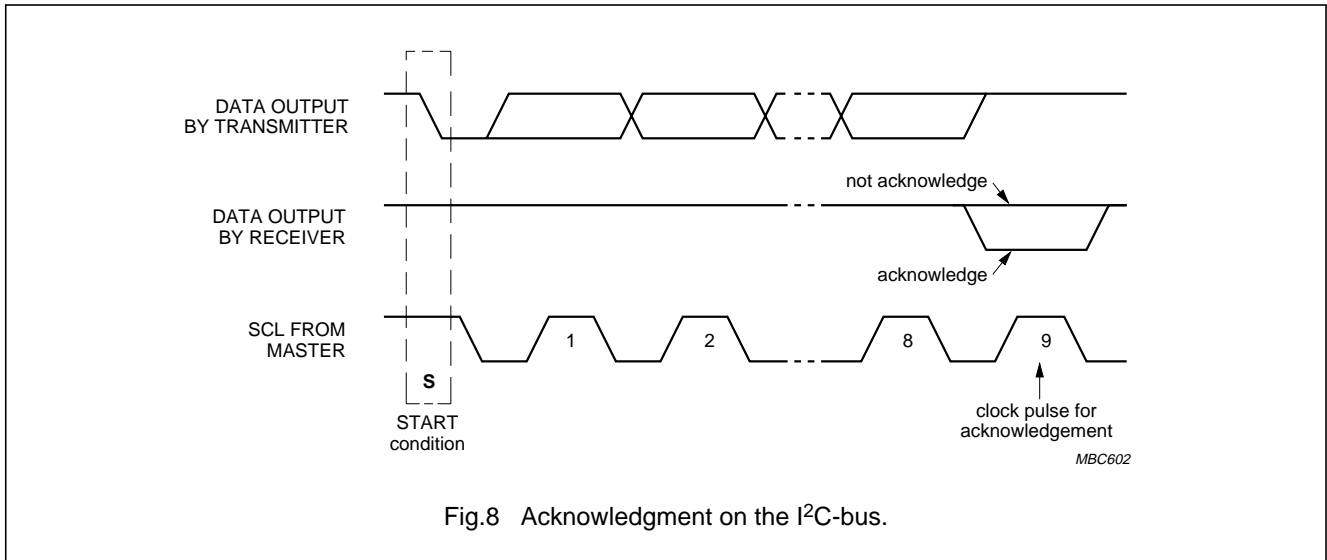 DATA OUTPUT
BY TRANSMITTER
not acknowledge
DATA OUTPUT
BY RECEIVER
acknowledge
SCL FROM
MASTER
1
2
8
9
S
START
condition
clock pulse for
acknowledgement
MBC602
Fig.8 Acknowledgment on the I²C-bus.